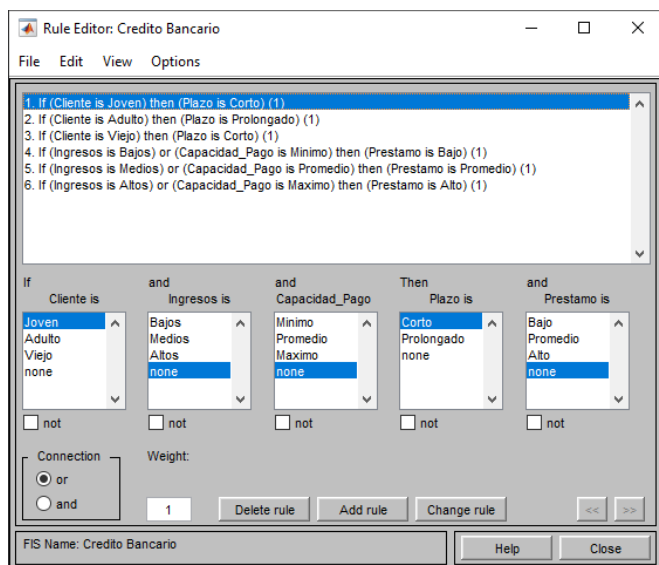 Rule Editor: Credito Bancario
File Edit View Options
1. If (Cliente is Joven) then (Plazo is Corto) (1)
2. If (Cliente is Adulto) then (Plazo is Prolongado) (1)
3. If (Cliente is Viejo) then (Plazo is Corto) (1)
4. If (Ingresos is Bajos) or (Capacidad_Pago is Minimo) then (Prestamo is Bajo) (1)
5. If (Ingresos is Medios) or (Capacidad_Pago is Promedio) then (Prestamo is Promedio) (1)
6. If (Ingresos is Altos) or (Capacidad_Pago is Maximo) then (Prestamo is Alto) (1)
If and and Then and
Cliente is Ingresos is Capacidad_Pago Plazo is Prestamo is
Joven Bajos Minimo Corto Bajo
Adulto Medios Promedio Prolongado Promedio
Viejo Altos Maximo none Alto
none none none none
not not not not not
Connection Weight:
or
and 1 Delete rule Add rule Change rule << >>
FIS Name: Credito Bancario Help Close